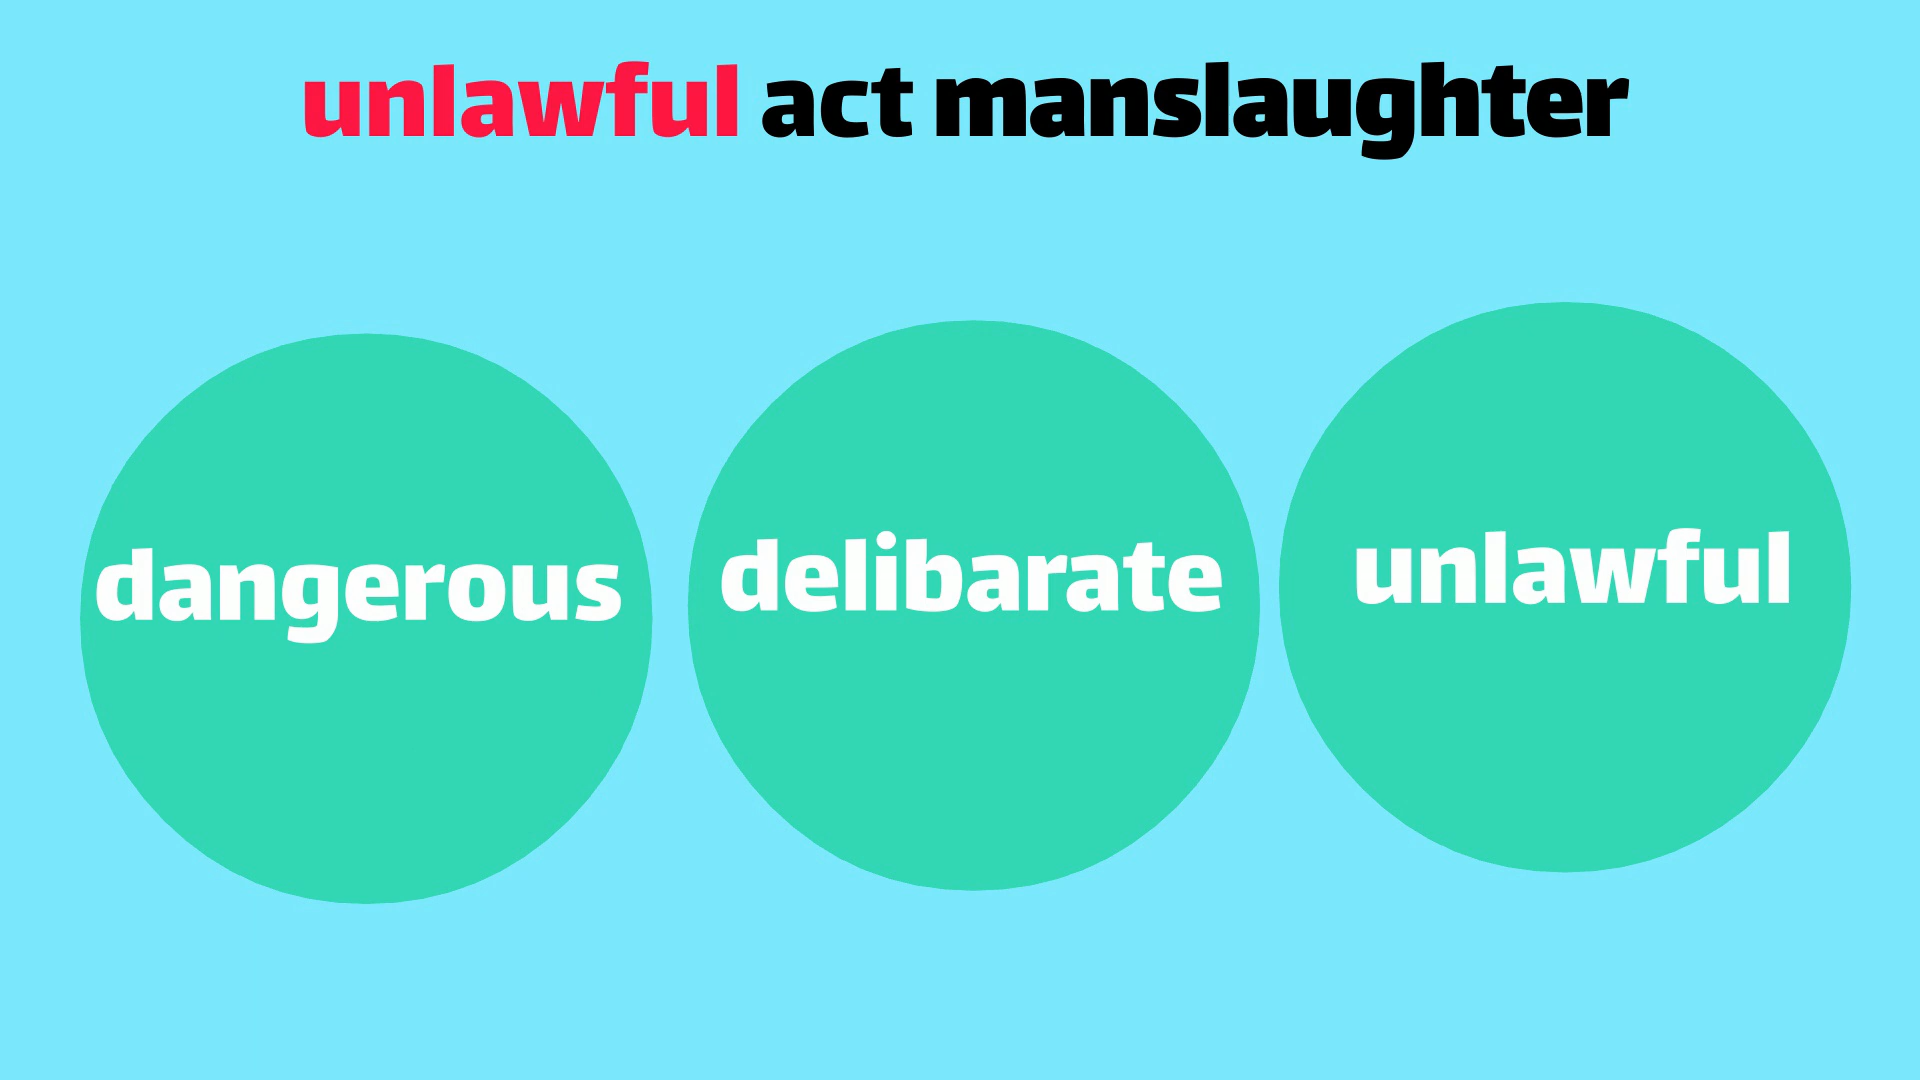 unlawful act manslaughter
dangerous
delibarate
unlawful